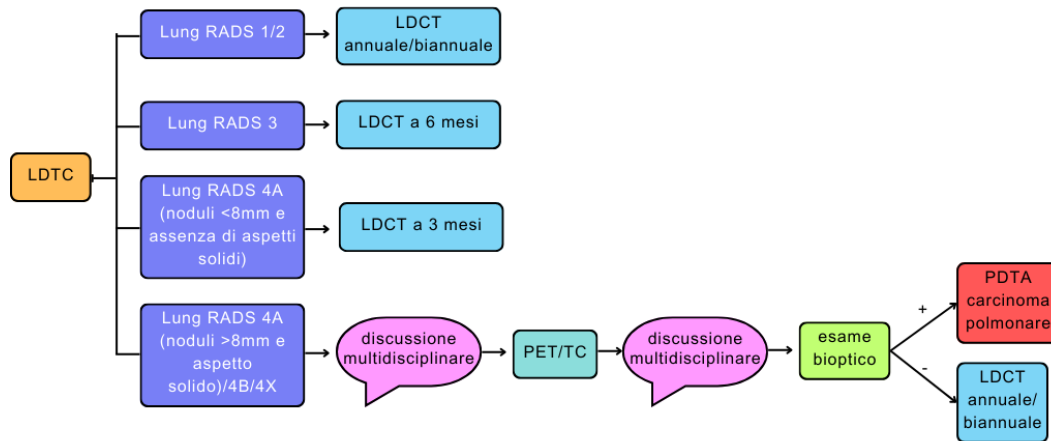 LDTC
Lung RADS 1/2
LDCT
annuale/biannuale
Lung RADS 3
LDCT a 6 mesi
Lung RADS 4A
(noduli <8mm e
assenza di aspetti
solidi)
LDCT a 3 mesi
Lung RADS 4A
(noduli >8mm e
aspetto
solido)/4B/4X
discussione
multidisciplinare
PET/TC
discussione
multidisciplinare
esame
bioptico
+
PDTA
carcinoma
polmonare
-
LDCT
annuale/
biannuale